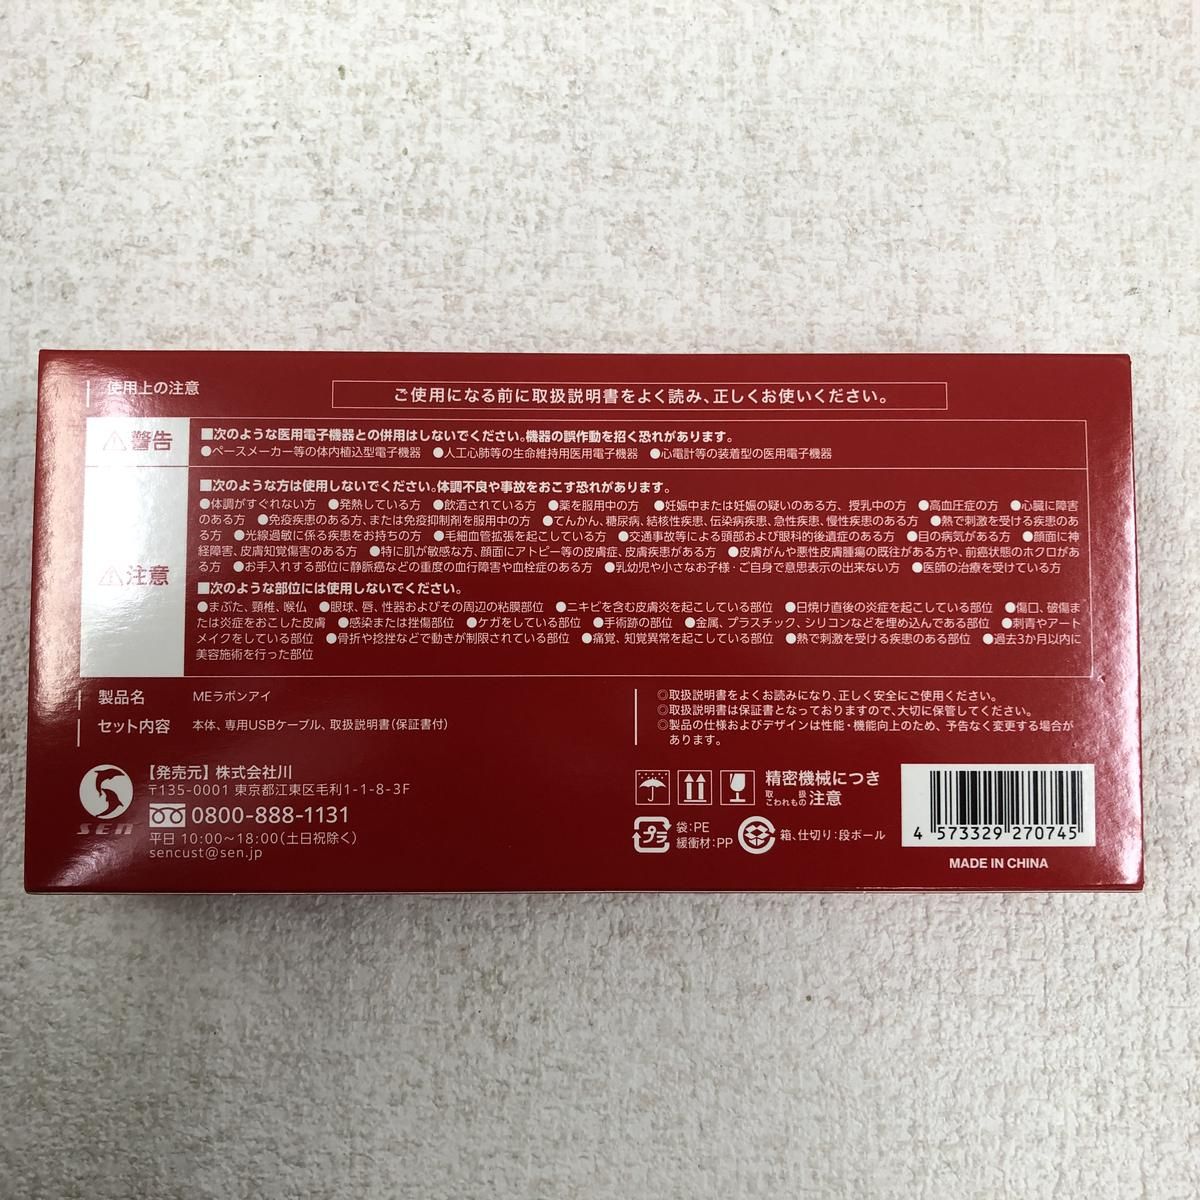 使用上の注意
ご使用になる前に取扱説明書をよく読み、正しくお使いください。
警告
■次のような医用電子機器との併用はしないでください。機器の誤作動を招く恐れがあります。
●ペースメーカー等の体内植込型電子機器 ●人工心肺等の生命維持用医用電子機器 ●心電計等の装着型の医用電子機器
注意
■次のような方は使用しないでください。体調不良や事故をおこす恐れがあります。
●体調がすぐれない方 ●発熱している方 ●飲酒されている方 ●薬を服用中の方 ●妊娠中または妊娠の疑いのある方、授乳中の方 ●高血圧症の方 ●心臓に障害
のある方 ●免疫疾患のある方、または免疫抑制剤を服用中の方 ●てんかん、糖尿病、結核性疾患、伝染病疾患、急性疾患、慢性疾患のある方 ●熱で刺激を受ける疾患のあ
る方 ●光線過敏に係る疾患をお持ちの方 ●毛細血管拡張を起こしている方 ●交通事故等による頭部および眼科的後遺症のある方 ●目の病気がある方 ●顔面に神
経障害、皮膚知覚傷害のある方 ●特に肌が敏感な方、顔面にアトピー等の皮膚症、皮膚疾患がある方 ●皮膚がんや悪性皮膚腫瘍の既往がある方や、前癌状態のホクロがあ
る方 ●お手入れする部位に静脈癌などの重度の血行障害や血栓症のある方 ●乳幼児や小さなお子様・ご自身で意思表示の出来ない方 ●医師の治療を受けている方
■次のような部位には使用しないでください。
●まぶた、頸椎、喉仏 ●眼球、唇、性器およびその周辺の粘膜部位 ●ニキビを含む皮膚炎を起こしている部位 ●日焼け直後の炎症を起こしている部位 ●傷口、破傷ま
たは炎症をおこした皮膚 ●感染または挫傷部位 ●ケガをしている部位 ●手術跡の部位 ●金属、プラスチック、シリコンなどを埋め込んである部位 ●刺青やアート
メイクをしている部位 ●骨折や捻挫などで動きが制限されている部位 ●痛覚、知覚異常を起こしている部位 ●熱で刺激を受ける疾患のある部位 ●過去3か月以内に
美容施術を行った部位
製品名 MEラボンアイ
セット内容 本体、専用USBケーブル、取扱説明書(保証書付)
◎取扱説明書をよくお読みになり、正しく安全にご使用ください。
◎取扱説明書は保証書となっておりますので、大切に保管してください。
◎製品の仕様およびデザインは性能・機能向上のため、予告なく変更する場合が
あります。
SEN
【発売元】株式会社川
〒135-0001 東京都江東区毛利1-1-8-3F
0800-888-1131
平日 10:00〜18:00(土日祝除く)
sencust@sen.jp
精密機械につき
取扱注意
こわれもの
プラ
袋:PE
緩衝材:PP
箱、仕切り:段ボール
4 573329 270745
MADE IN CHINA